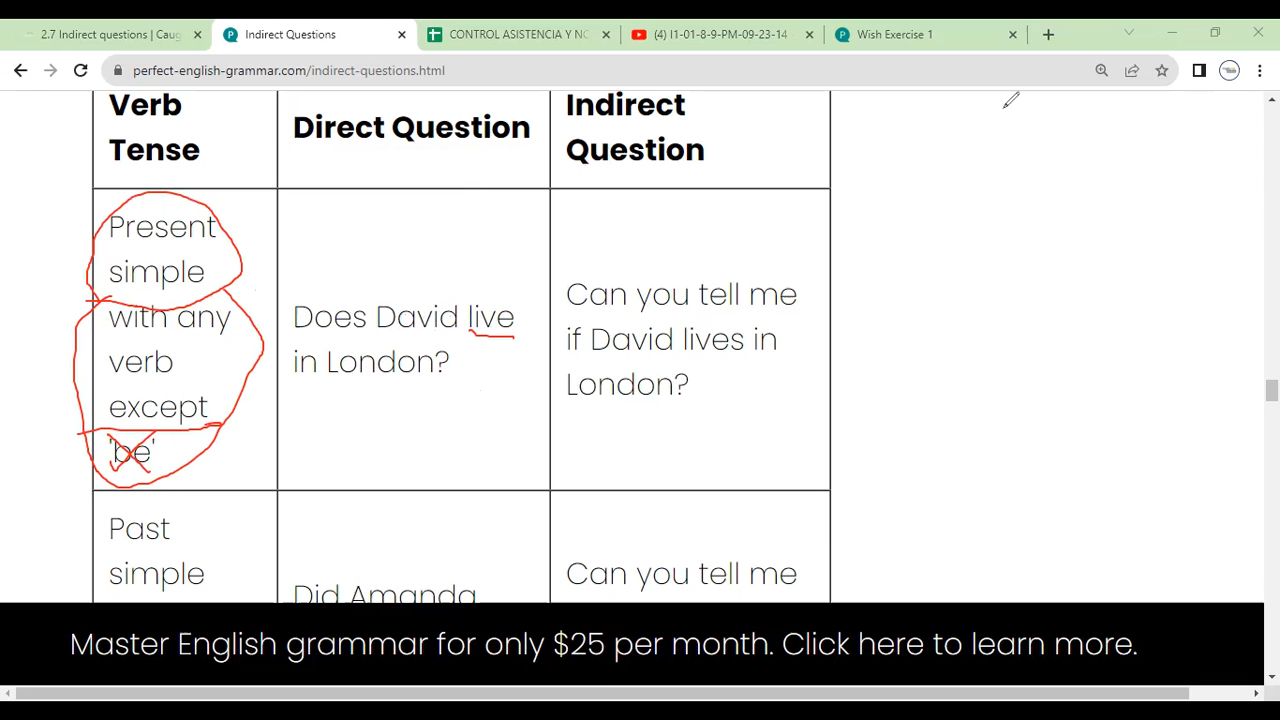 2.7 Indirect questions | Caug
Indirect Questions
CONTROL ASISTENCIA Y NO
(4) I1-01-8-9-PM-09-23-14
Wish Exercise 1
perfect-english-grammar.com/indirect-questions.html
Verb
Tense
Direct Question
Indirect
Question
Present
simple
with any
verb
except
'be'
Does David live
in London?
Can you tell me
if David lives in
London?
Past
simple
Did Amanda
Can you tell me
Master English grammar for only $25 per month. Click here to learn more.